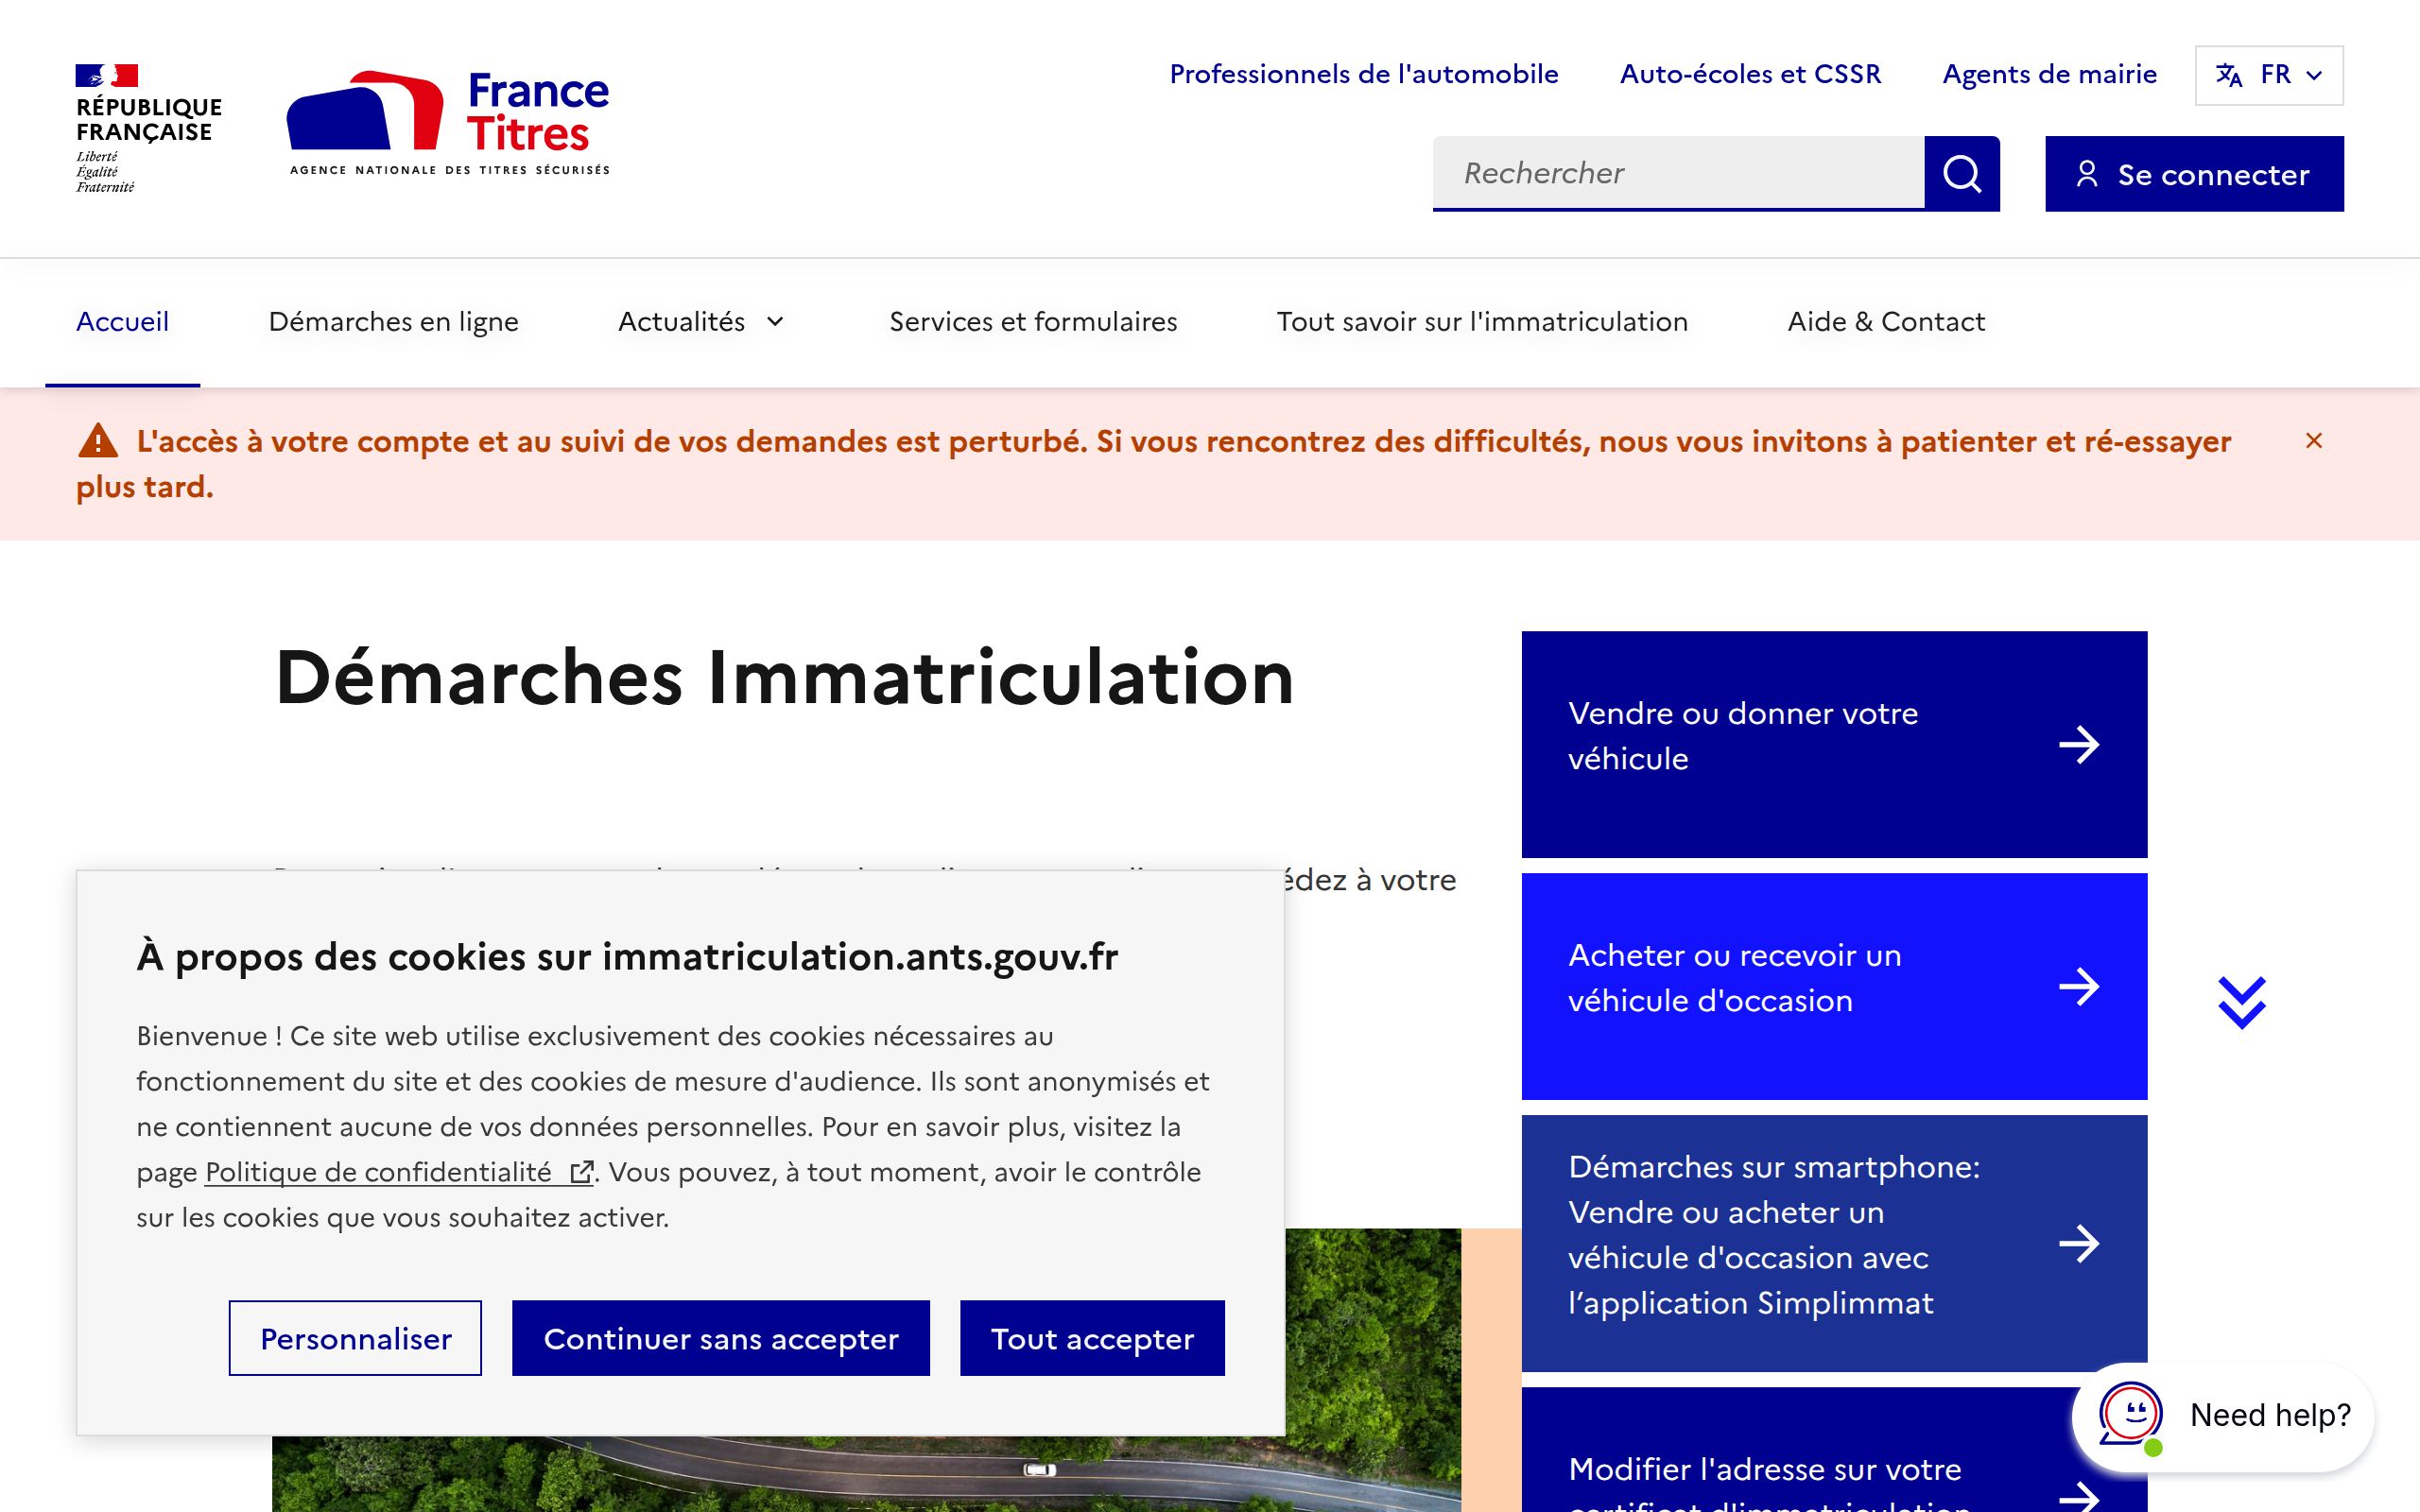 RÉPUBLIQUE
FRANÇAISE
Liberté
Égalité
Fraternité
France
Titres
AGENCE NATIONALE DES TITRES SÉCURISÉS
Professionnels de l'automobile
Auto-écoles et CSSR
Agents de mairie
FR
Rechercher
Se connecter
Accueil
Démarches en ligne
Actualités
Services et formulaires
Tout savoir sur l'immatriculation
Aide & Contact
L'accès à votre compte et au suivi de vos demandes est perturbé. Si vous rencontrez des difficultés, nous vous invitons à patienter et ré-essayer
plus tard.
Démarches Immatriculation
à votre
À propos des cookies sur immatriculation.ants.gouv.fr
Bienvenue ! Ce site web utilise exclusivement des cookies nécessaires au
fonctionnement du site et des cookies de mesure d'audience. Ils sont anonymisés et
ne contiennent aucune de vos données personnelles. Pour en savoir plus, visitez la
page Politique de confidentialité . Vous pouvez, à tout moment, avoir le contrôle
sur les cookies que vous souhaitez activer.
Personnaliser
Continuer sans accepter
Tout accepter
Vendre ou donner votre
véhicule
Acheter ou recevoir un
véhicule d'occasion
Démarches sur smartphone:
Vendre ou acheter un
véhicule d'occasion avec
l’application Simplimmat
Modifier l'adresse sur votre
certificat d'immatriculation
Need help?